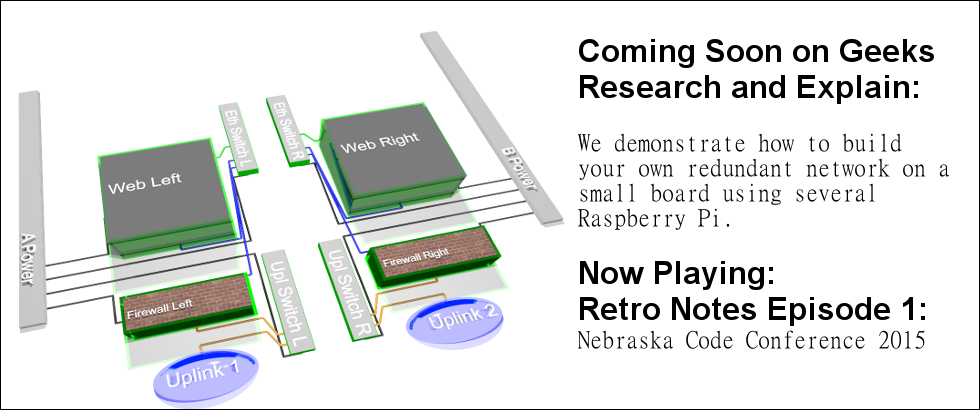 Eth Switch L
Eth Switch R
Web Left
Web Right
A Power
B Power
Firewall Left
Firewall Right
Upl Switch L
Upl Switch R
Uplink 1
Uplink 2
Coming Soon on Geeks
Research and Explain:
We demonstrate how to build
your own redundant network on a
small board using several
Raspberry Pi.
Now Playing:
Retro Notes Episode 1:
Nebraska Code Conference 2015